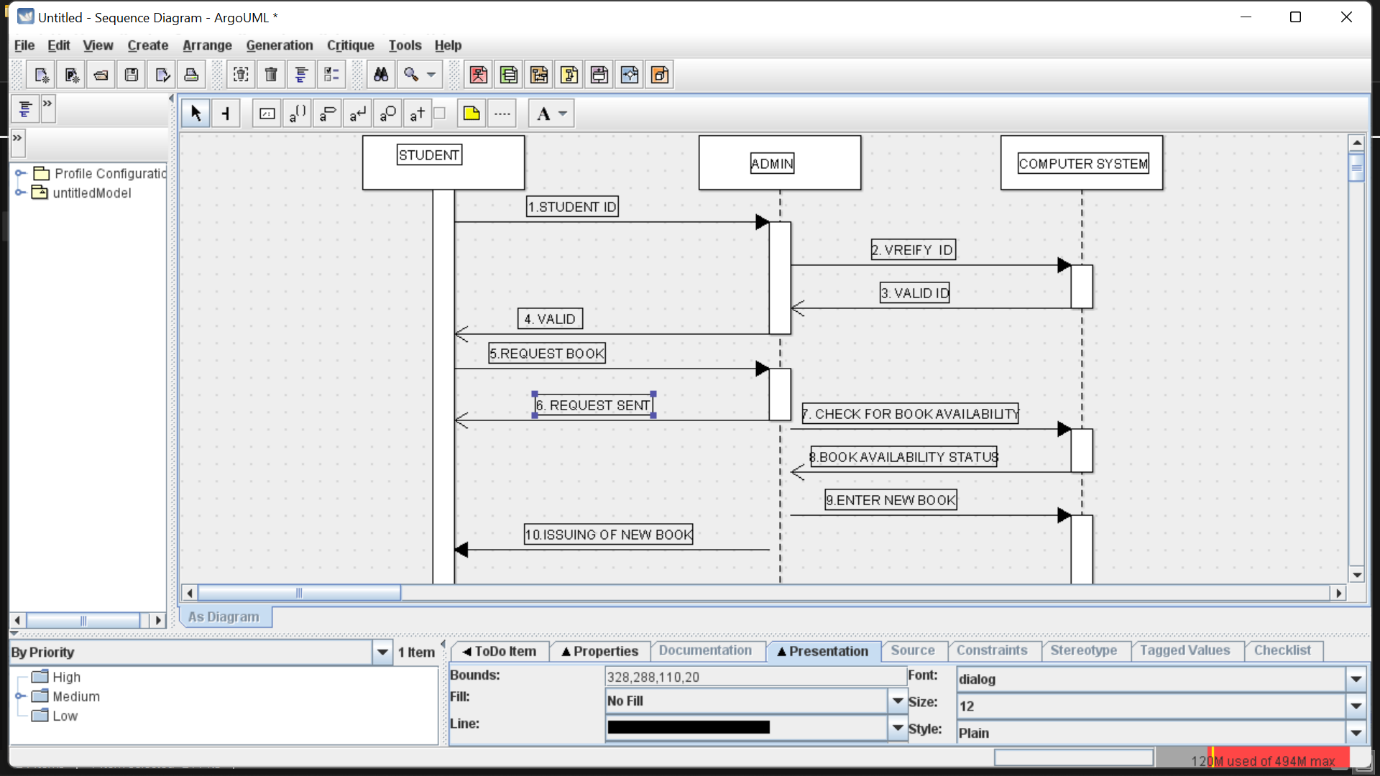 Untitled - Sequence Diagram - ArgoUML *
File Edit View Create Arrange Generation Critique Tools Help
Profile Configuratio
untitledModel
STUDENT
ADMIN
COMPUTER SYSTEM
1.STUDENT ID
2. VREIFY ID
3. VALID ID
4. VALID
5.REQUEST BOOK
6. REQUEST SENT
7. CHECK FOR BOOK AVAILABILITY
8.BOOK AVAILABILITY STATUS
9.ENTER NEW BOOK
10.ISSUING OF NEW BOOK
As Diagram
By Priority
1 Item
High
Medium
Low
ToDo Item Properties Documentation Presentation Source Constraints Stereotype Tagged Values Checklist
Bounds: 328,288,110,20 Font: dialog
Fill: No Fill Size: 12
Line: Style: Plain
120M used of 494M max